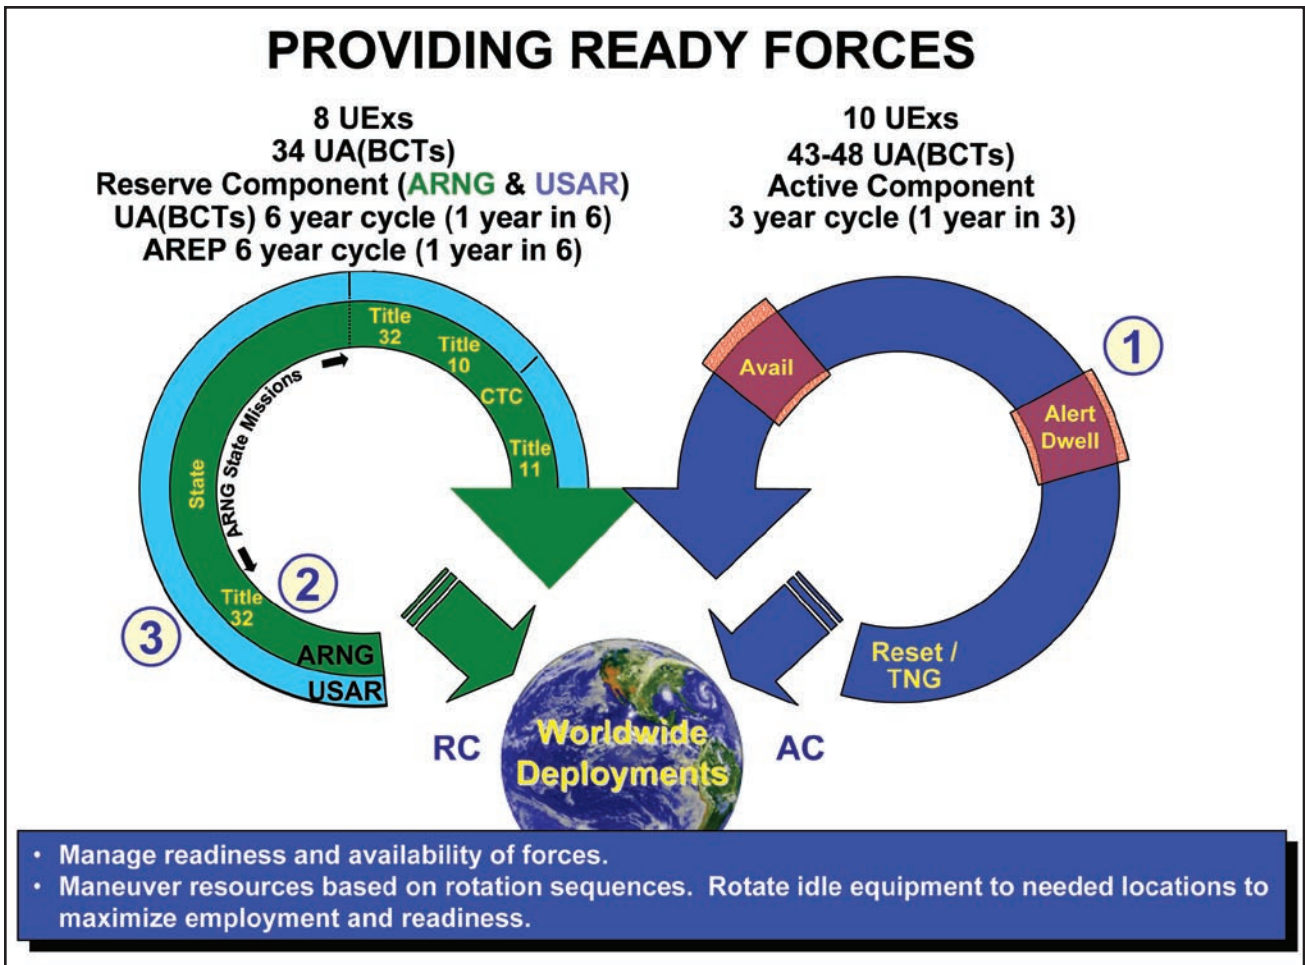 PROVIDING READY FORCES
8 UExs
34 UA(BCTs)
Reserve Component (ARNG & USAR)
UA(BCTs) 6 year cycle (1 year in 6)
AREP 6 year cycle (1 year in 6)
10 UExs
43-48 UA(BCTs)
Active Component
3 year cycle (1 year in 3)
Title
32
Title
10
CTC
Title
11
ARNG State Missions
State
Title
32
2
3
ARNG
USAR
Avail
1
Alert
Dwell
Reset /
TNG
RC
AC
Worldwide
Deployments
• Manage readiness and availability of forces.
• Maneuver resources based on rotation sequences. Rotate idle equipment to needed locations to
maximize employment and readiness.